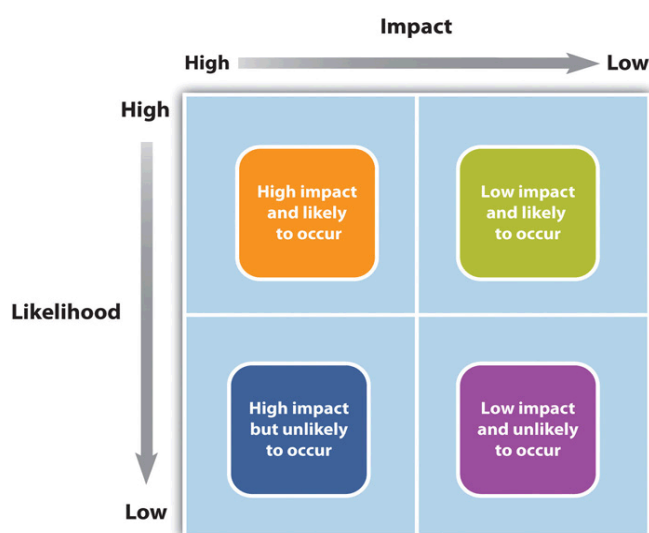 Impact
High
Low
High
High impact
and likely
to occur
Low impact
and likely
to occur
Likelihood
High impact
but unlikely
to occur
Low impact
and unlikely
to occur
Low